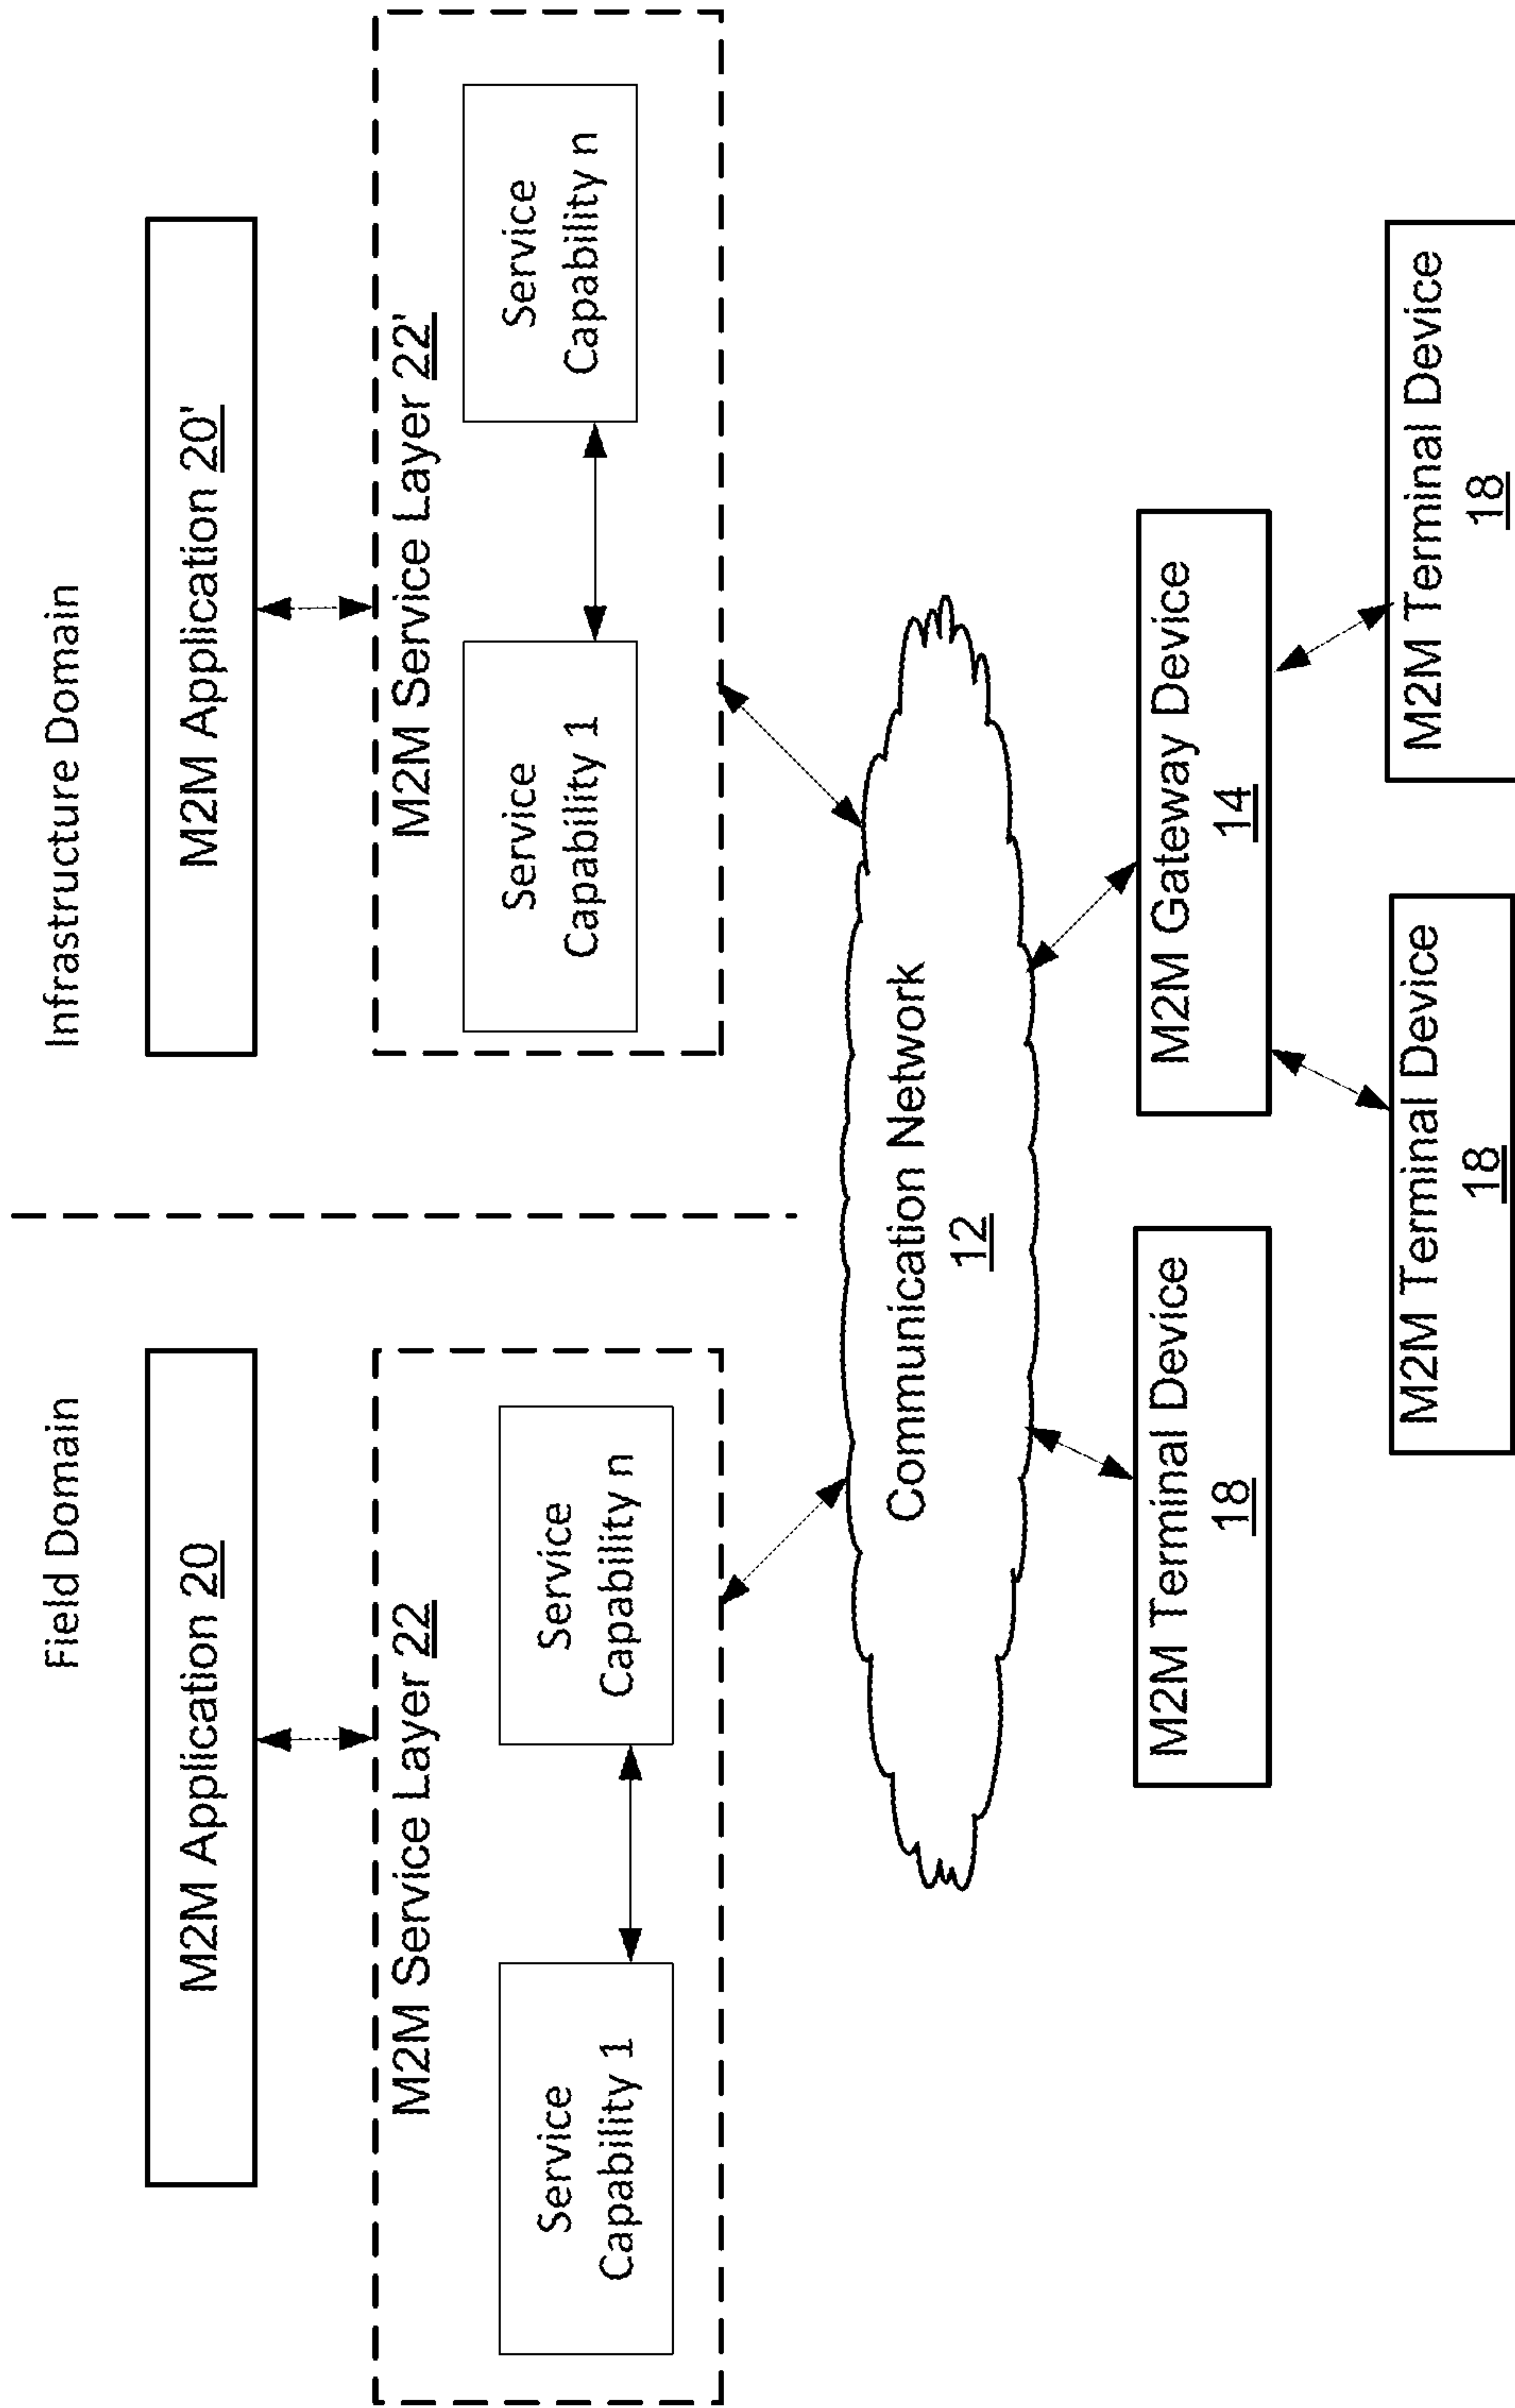 Field Domain
M2M Application 20
M2M Service Layer 22
Service
Capability 1
Service
Capability n
Infrastructure Domain
M2M Application 20'
M2M Service Layer 22'
Service
Capability 1
Service
Capability n
Communication Network
12
M2M Terminal Device
18
M2M Gateway Device
14
M2M Terminal Device
18
M2M Terminal Device
18